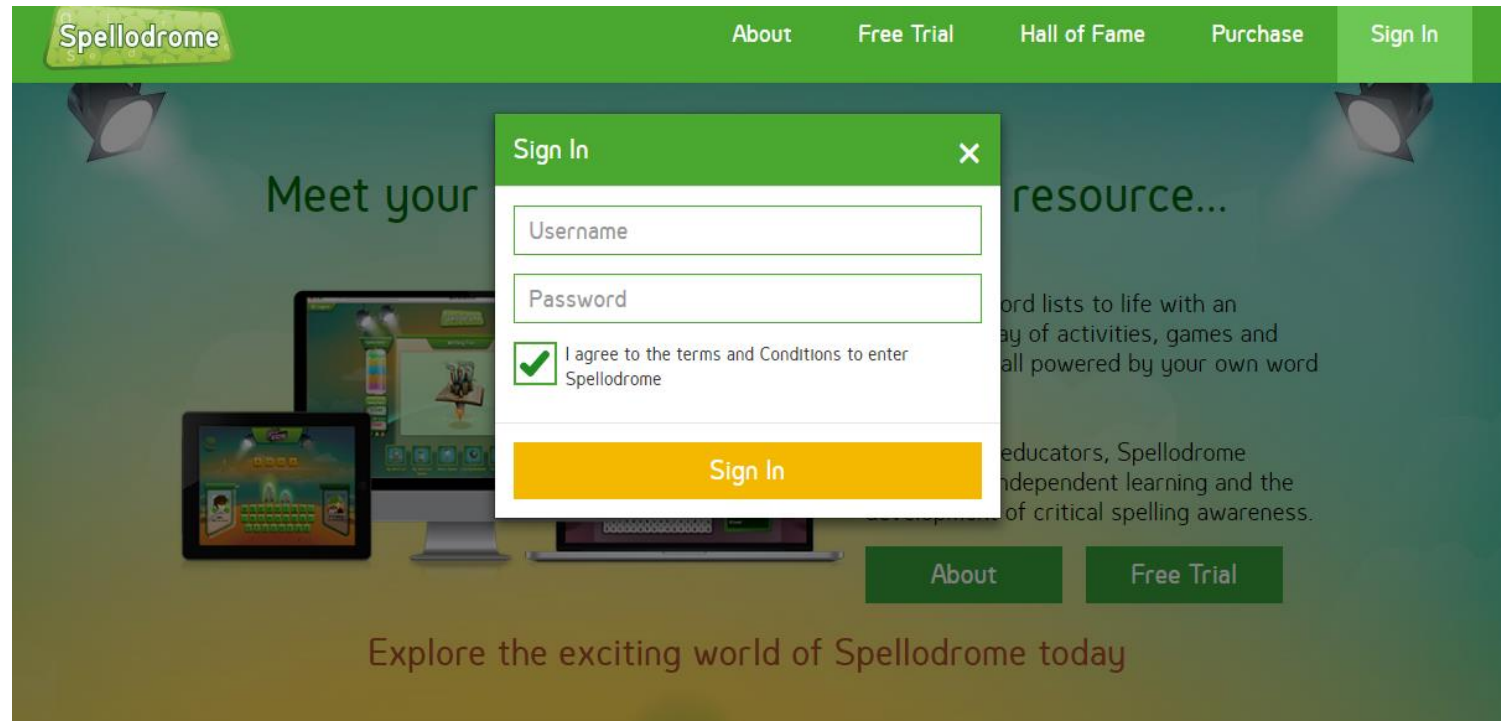 Spellodrome
About Free Trial Hall of Fame Purchase Sign In
Sign In
Meet your
resource...
Username
Password
I agree to the terms and Conditions to enter
Spellodrome
Sign In
ord lists to life with an
ay of activities, games and
all powered by your own word
educators, Spellodrome
ndependent learning and the
development of critical spelling awareness.
About Free Trial
Explore the exciting world of Spellodrome today